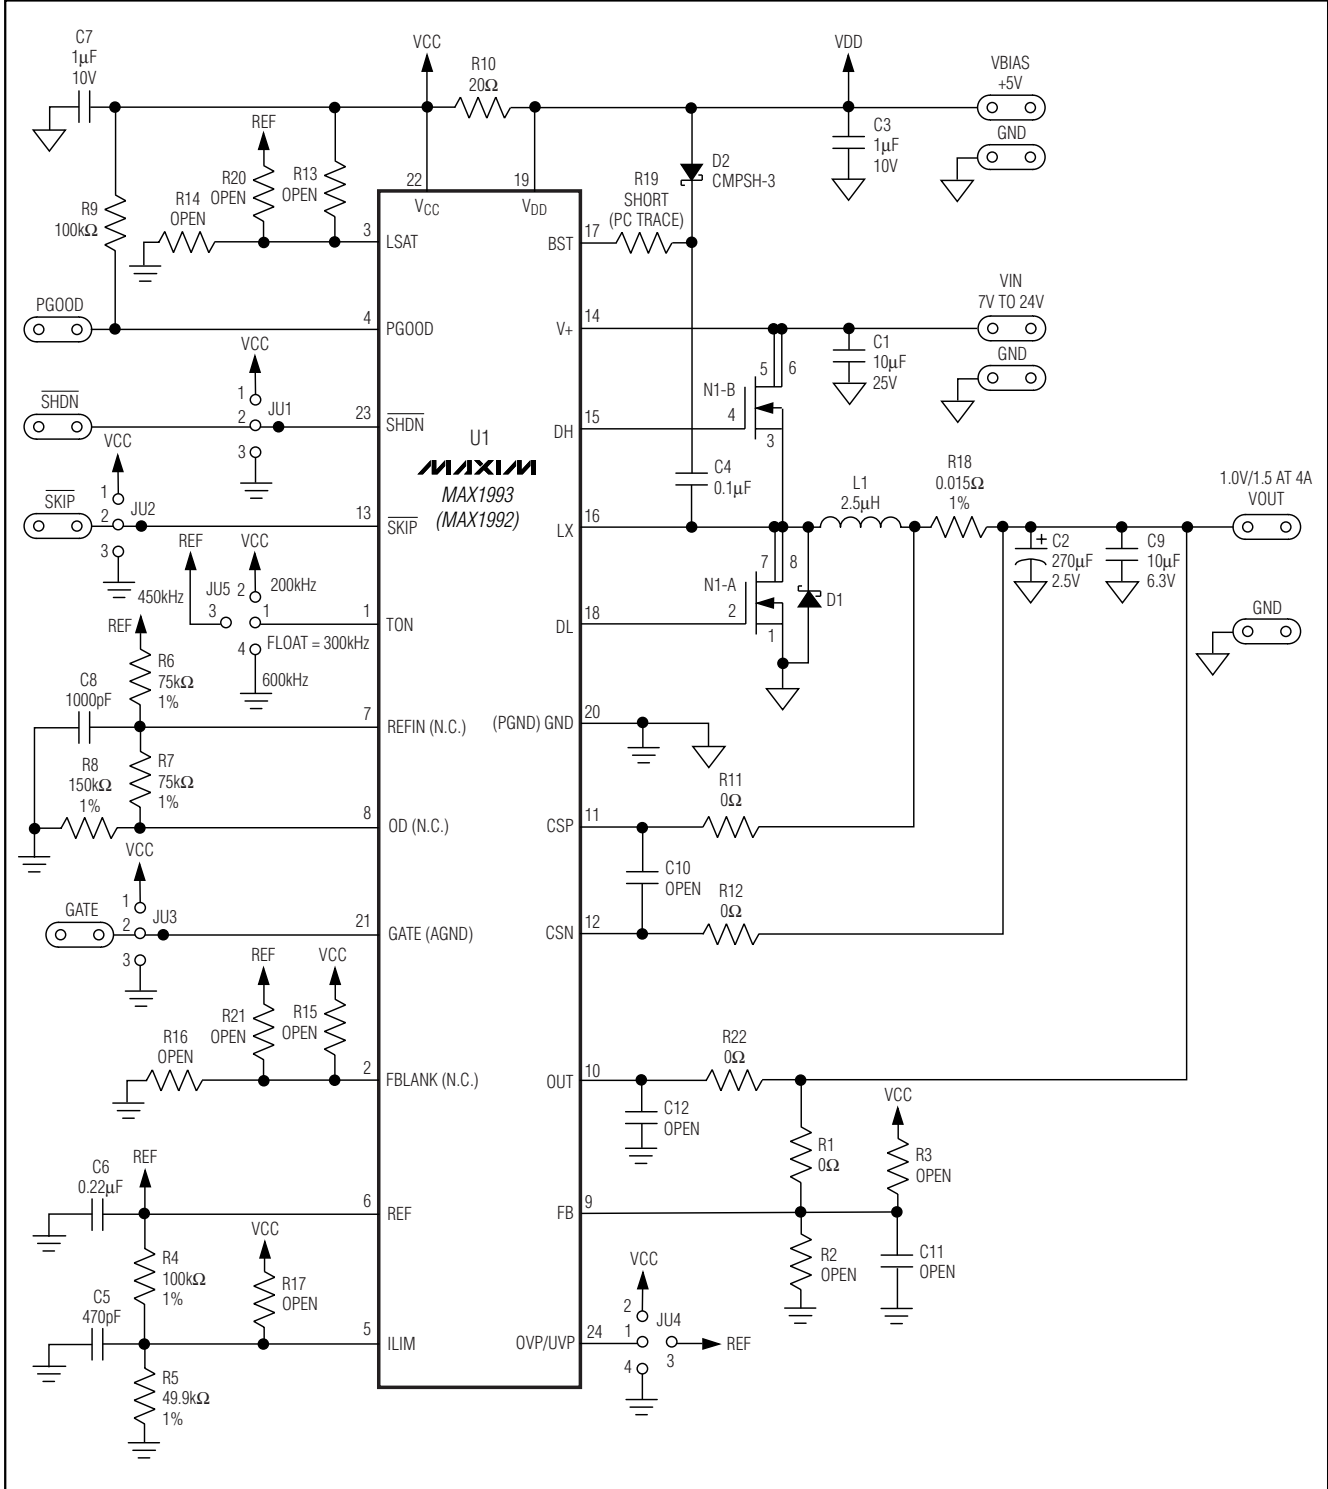 C7
1µF
10V
VCC
R10
20Ω
VDD
VBIAS
+5V
C3
1µF
10V
GND
REF
R20
OPEN
R13
OPEN
R14
OPEN
R9
100kΩ
22
VCC
19
VDD
R19
SHORT
(PC TRACE)
D2
CMPSH-3
3
LSAT
BST
17
PGOOD
4
PGOOD
V+
14
VIN
7V TO 24V
C1
10µF
25V
GND
VCC
1
2
3
JU1
SHDN
23
SHDN
5
6
N1-B
4
3
DH
15
U1
MAXIM
MAX1993
(MAX1992)
VCC
1
2
3
JU2
SKIP
13
SKIP
C4
0.1µF
LX
16
L1
2.5µH
R18
0.015Ω
1%
1.0V/1.5 AT 4A
VOUT
C2
+
270µF
2.5V
C9
10µF
6.3V
REF
VCC
450kHz
JU5
3
2
200kHz
1
4
FLOAT = 300kHz
600kHz
1
TON
7
8
N1-A
2
1
D1
DL
18
GND
REF
R6
75kΩ
1%
C8
1000pF
7
REFIN (N.C.)
(PGND) GND
20
R7
75kΩ
1%
R8
150kΩ
1%
8
OD (N.C.)
CSP
11
R11
0Ω
C10
OPEN
VCC
1
2
3
JU3
GATE
21
GATE (AGND)
CSN
12
R12
0Ω
REF
VCC
R21
OPEN
R15
OPEN
R16
OPEN
2
FBLANK (N.C.)
OUT
10
R22
0Ω
C12
OPEN
VCC
R1
0Ω
R3
OPEN
C6
0.22µF
REF
6
REF
FB
9
R2
OPEN
C11
OPEN
R4
100kΩ
1%
VCC
R17
OPEN
C5
470pF
5
ILIM
OVP/UVP
24
VCC
2
1
4
JU4
3
REF
R5
49.9kΩ
1%